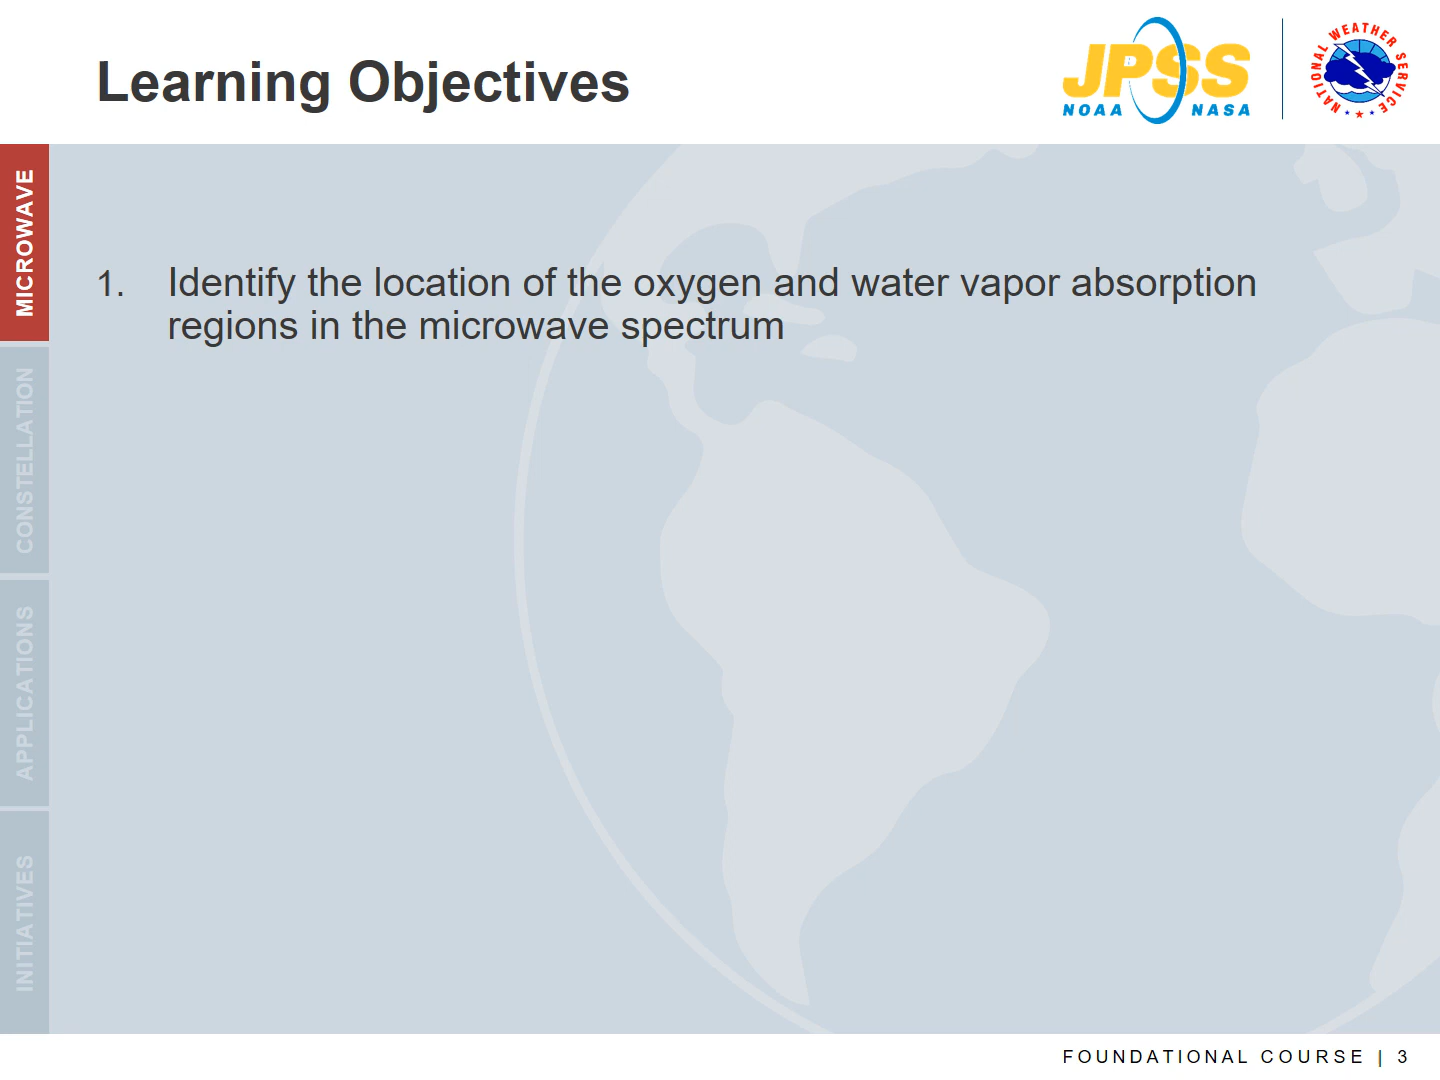 Learning Objectives
JPSS
NOAA NASA
NATIONAL WEATHER SERVICE
MICROWAVE
CONSTELLATION
APPLICATIONS
INITIATIVES
1. Identify the location of the oxygen and water vapor absorption
regions in the microwave spectrum
FOUNDATIONAL COURSE | 3